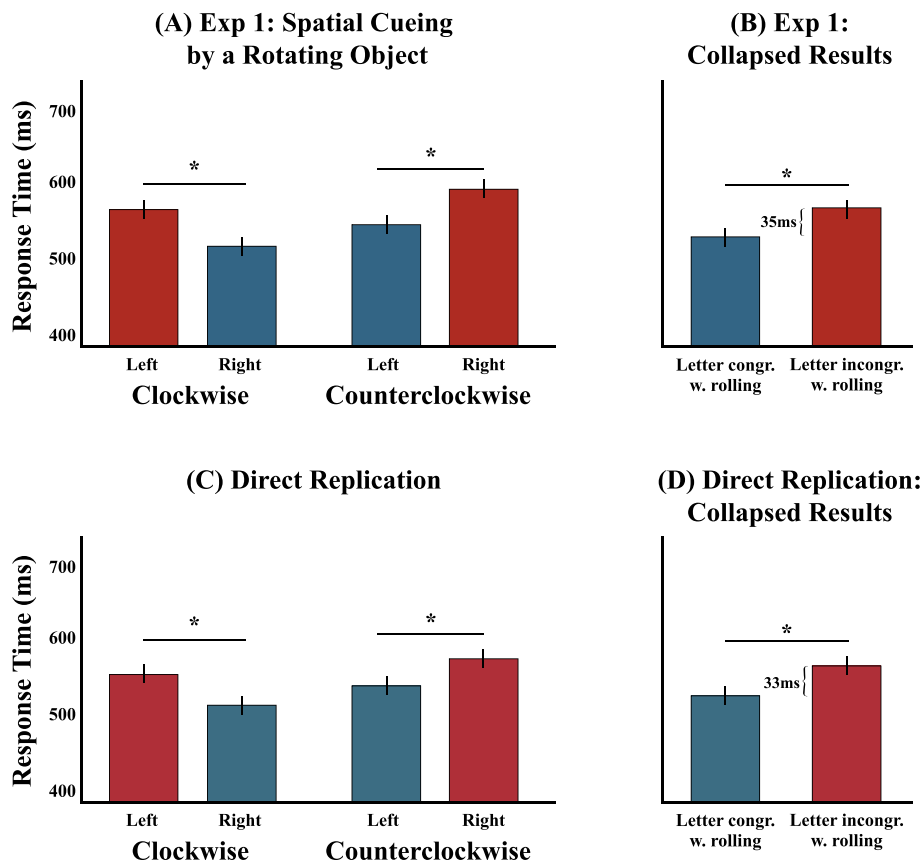 (A) Exp 1: Spatial Cueing
by a Rotating Object
(B) Exp 1:
Collapsed Results
Response Time (ms)
700
600
500
400
*
*
Left
Right
Left
Right
Clockwise
Counterclockwise
*
35ms{
Letter congr.
w. rolling
Letter incongr.
w. rolling
(C) Direct Replication
(D) Direct Replication:
Collapsed Results
Response Time (ms)
700
600
500
400
*
*
Left
Right
Left
Right
Clockwise
Counterclockwise
*
33ms{
Letter congr.
w. rolling
Letter incongr.
w. rolling